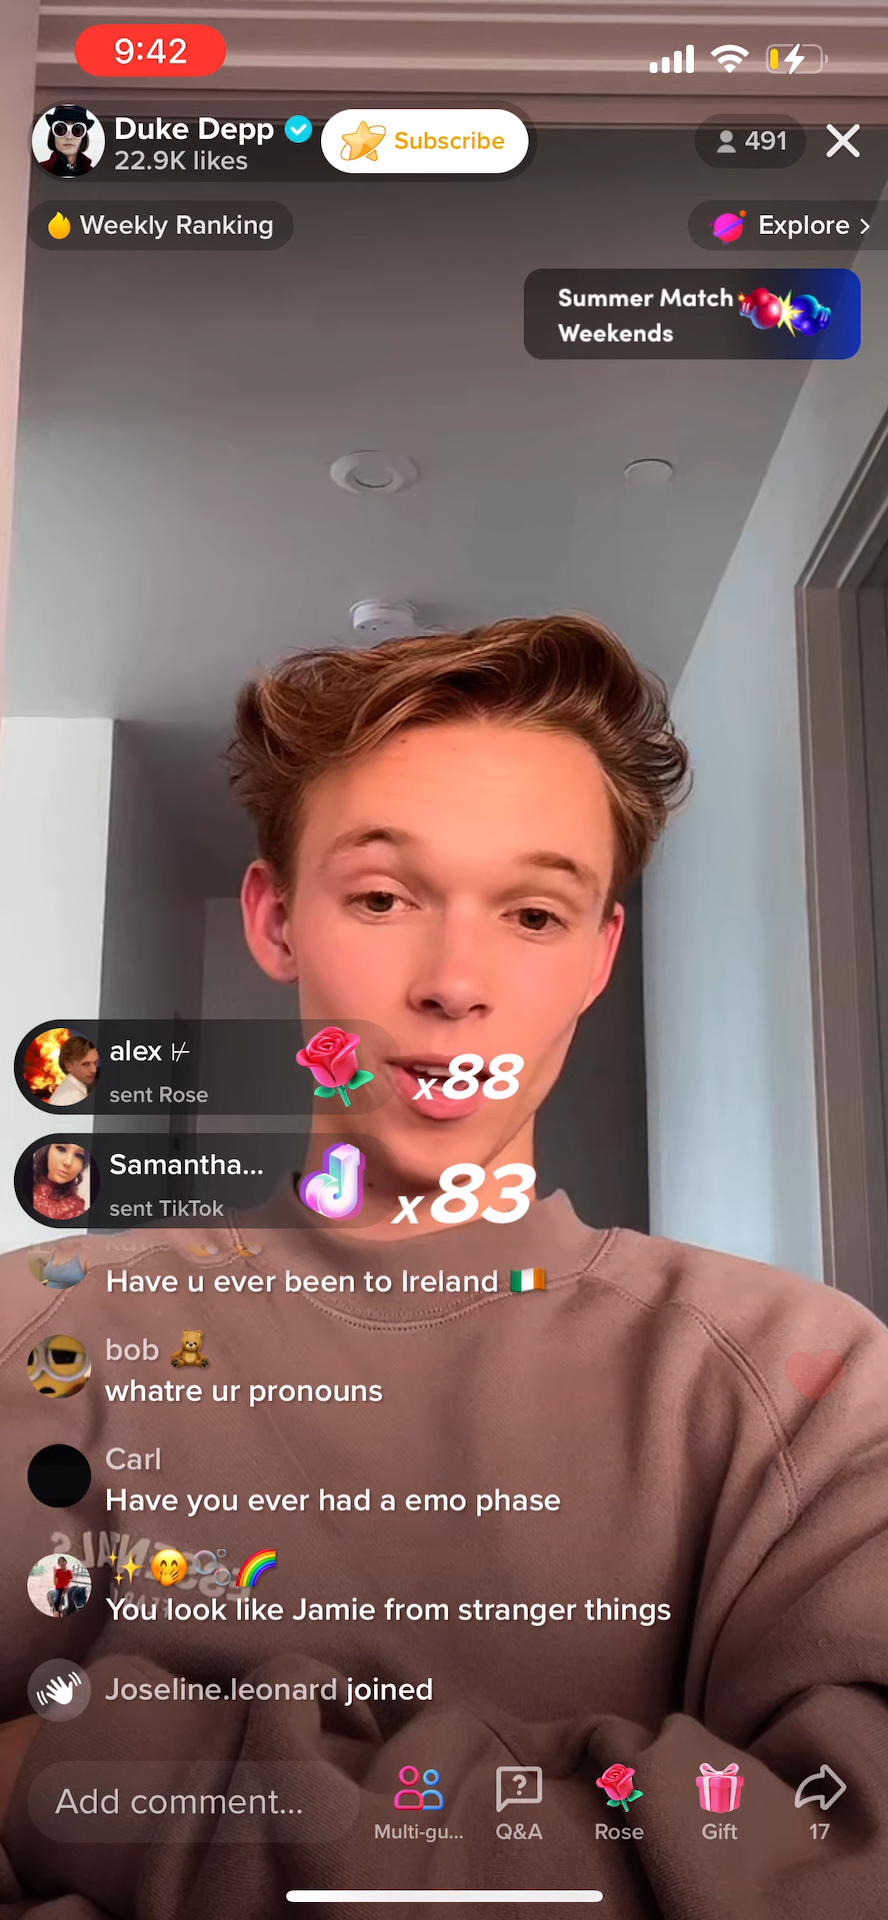 9:42
Duke Depp
22.9K likes
Subscribe
491
Weekly Ranking
Explore >
Summer Match
Weekends
alex ⊬
sent Rose
x88
Samantha...
sent TikTok
x83
Have u ever been to Ireland 🇮🇪
bob 🧸
whatre ur pronouns
Carl
Have you ever had a emo phase
✨🤭🫧🌈
You look like Jamie from stranger things
Joseline.leonard joined
Add comment...
Multi-gu...
Q&A
Rose
Gift
17